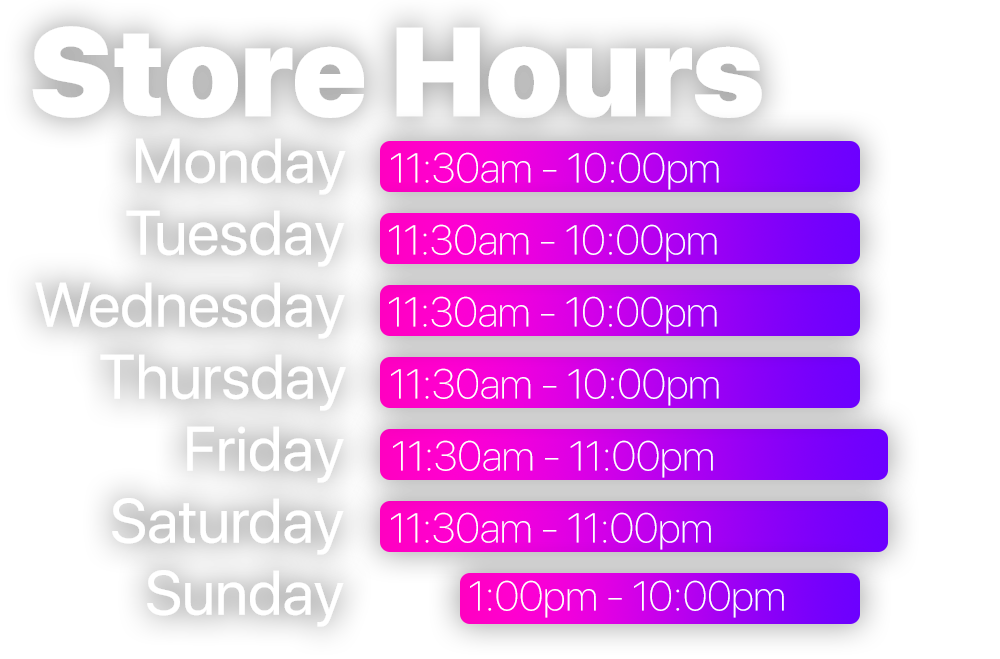 Store Hours
Monday 11:30am - 10:00pm
Tuesday 11:30am - 10:00pm
Wednesday 11:30am - 10:00pm
Thursday 11:30am - 10:00pm
Friday 11:30am - 11:00pm
Saturday 11:30am - 11:00pm
Sunday 1:00pm - 10:00pm